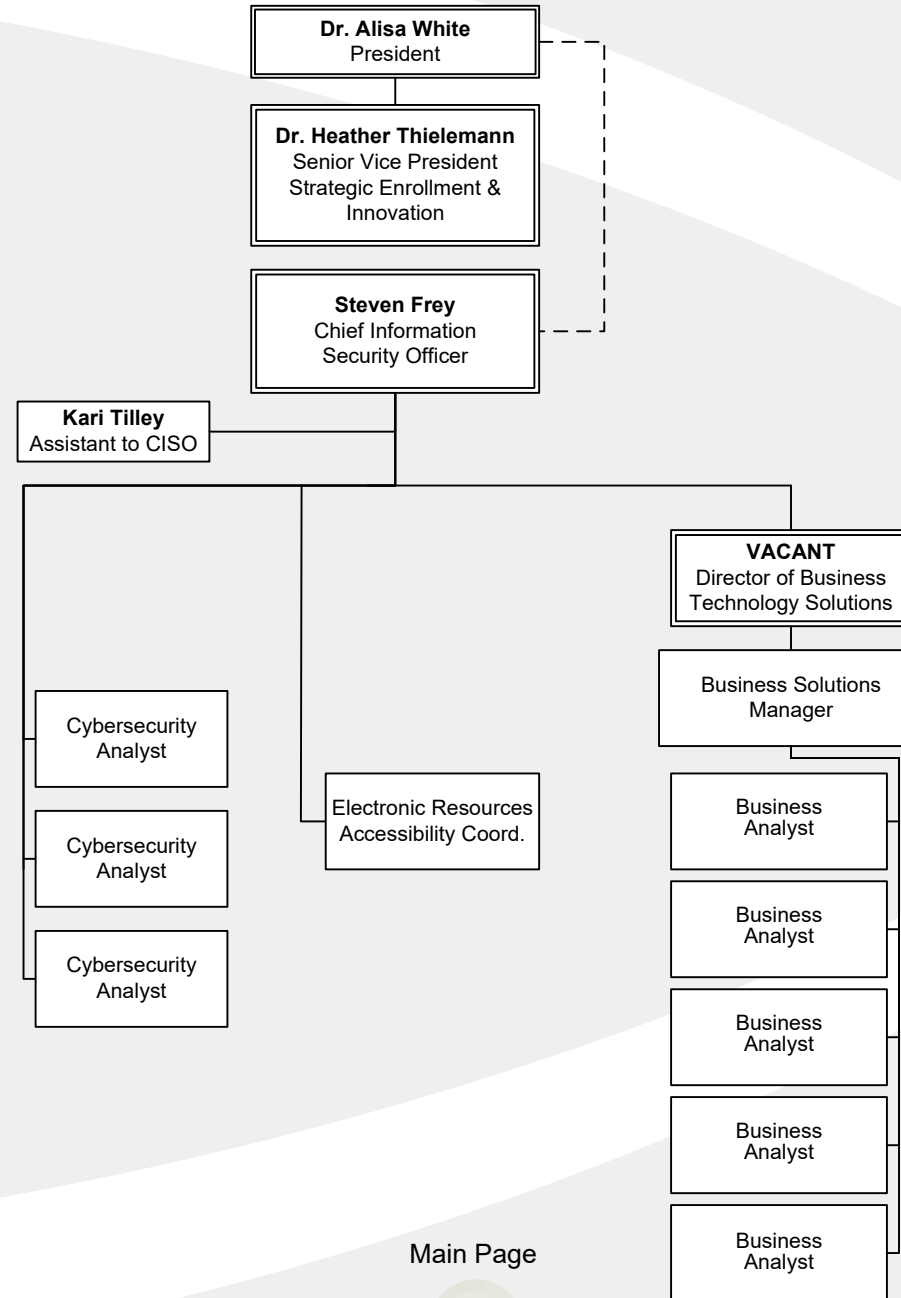 Dr. Alisa White
President
Dr. Heather Thielemann
Senior Vice President
Strategic Enrollment &
Innovation
Steven Frey
Chief Information
Security Officer
Kari Tilley
Assistant to CISO
VACANT
Director of Business
Technology Solutions
Business Solutions
Manager
Cybersecurity
Analyst
Cybersecurity
Analyst
Cybersecurity
Analyst
Electronic Resources
Accessibility Coord.
Business
Analyst
Business
Analyst
Business
Analyst
Business
Analyst
Business
Analyst
Main Page